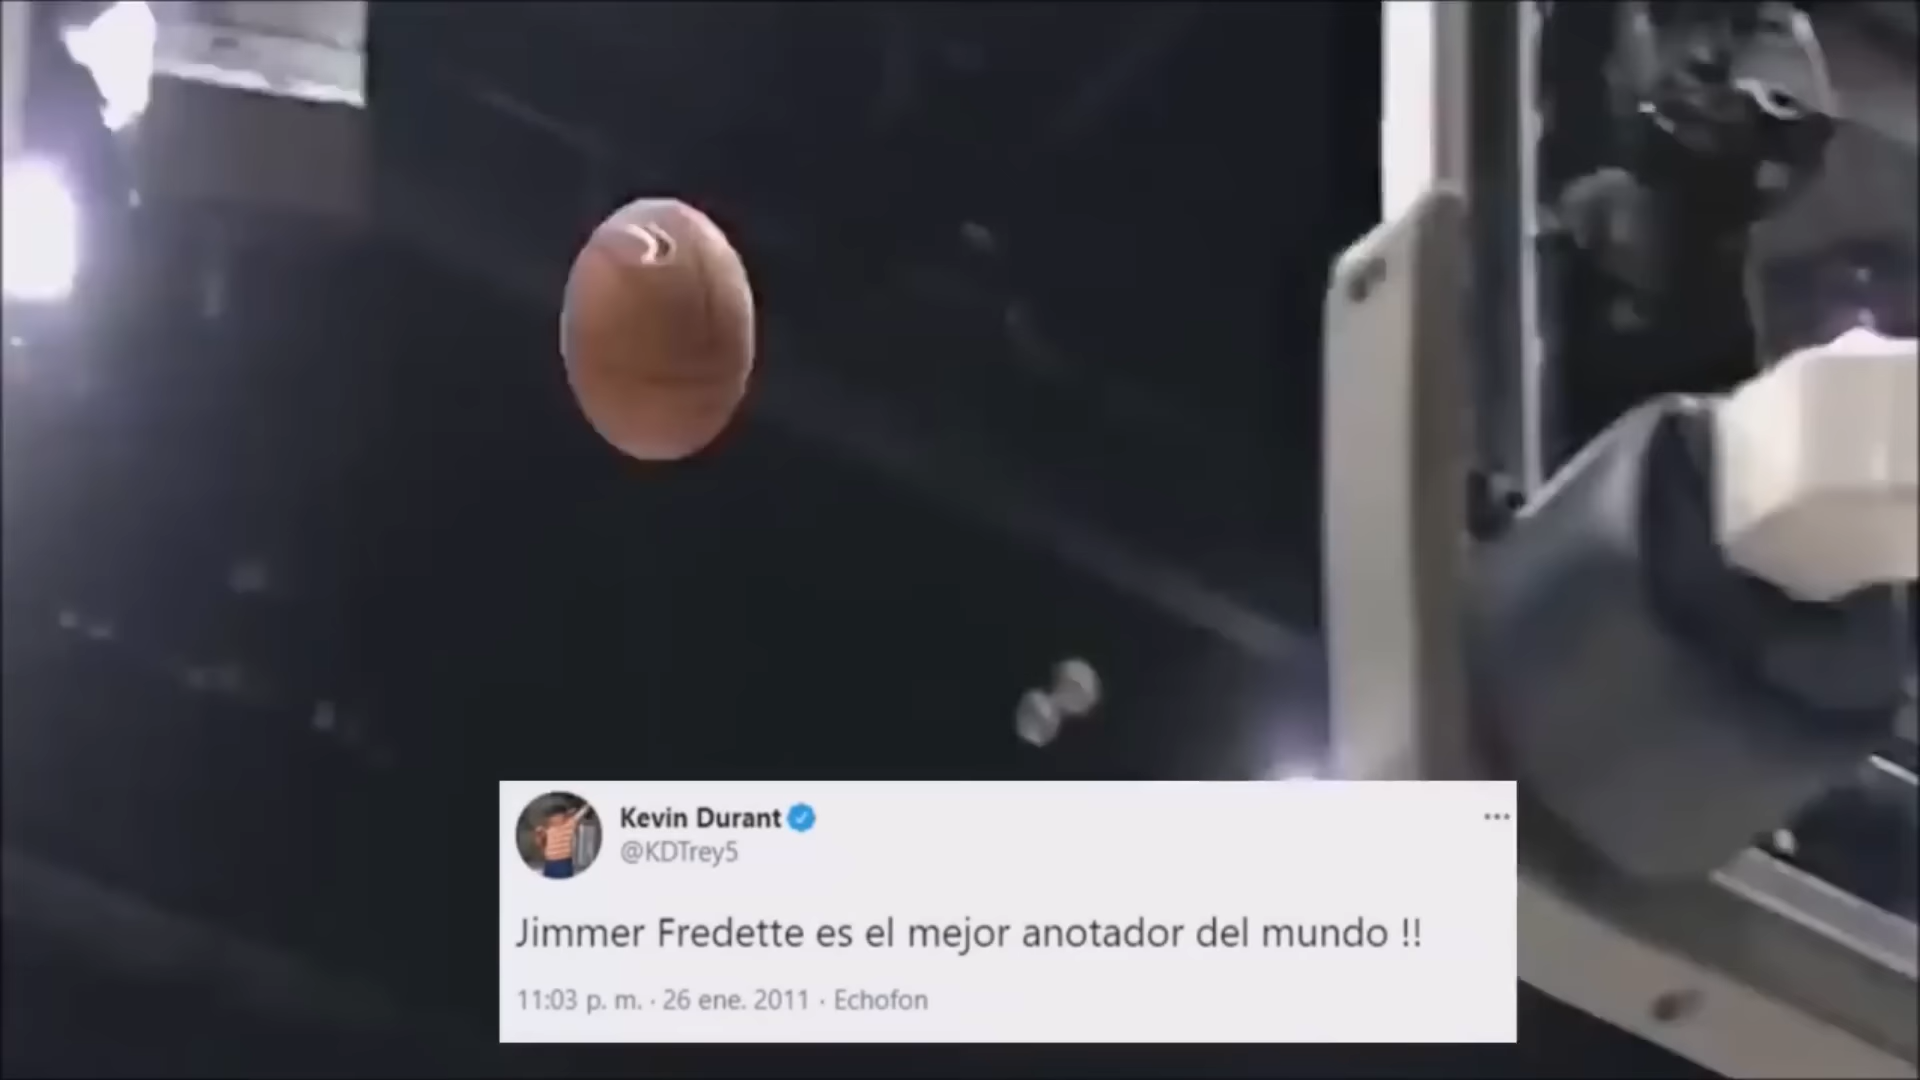 Kevin Durant
@KDTrey5
Jimmer Fredette es el mejor anotador del mundo !!
11:03 p. m. · 26 ene. 2011 · Echofon